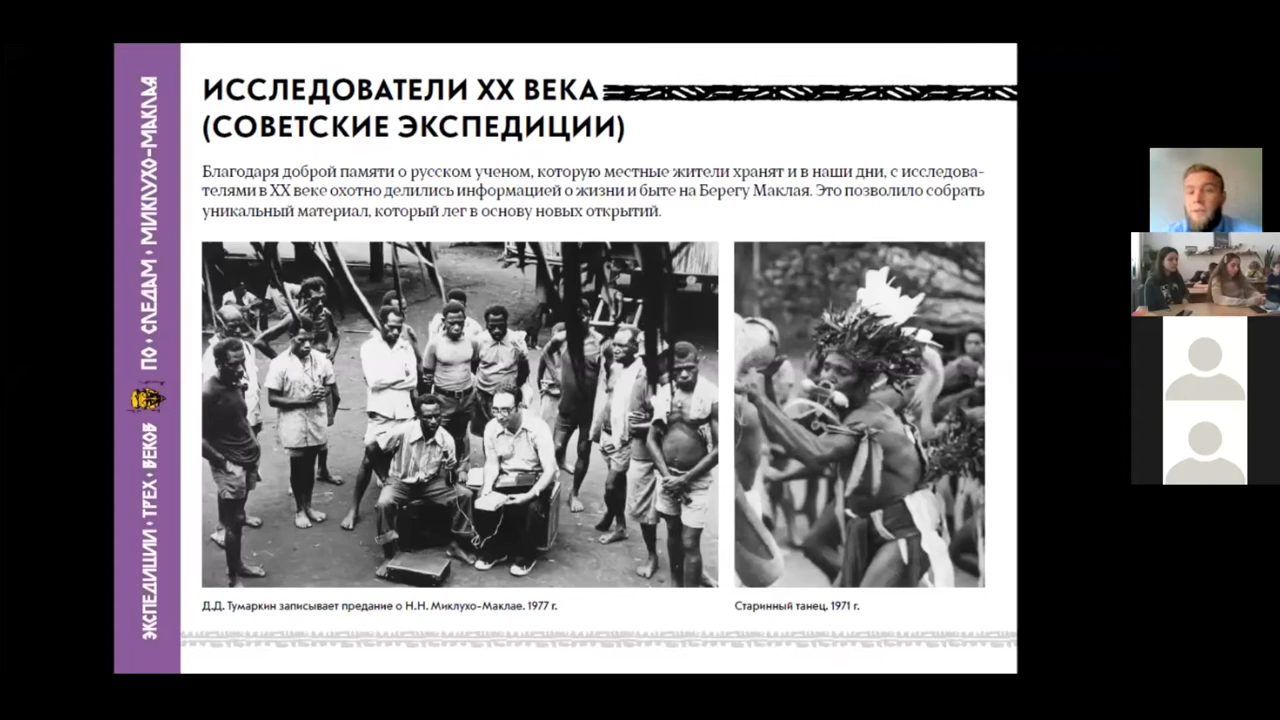 ИССЛЕДОВАТЕЛИ XX ВЕКА
(СОВЕТСКИЕ ЭКСПЕДИЦИИ)
Благодаря доброй памяти о русском ученом, которую местные жители хранят и в наши дни, с исследова-
телями в XX веке охотно делились информацией о жизни и быте на Берегу Маклая. Это позволило собрать
уникальный материал, который лег в основу новых открытий.
Д.Д. Тумаркин записывает предание о Н.Н. Миклухо-Маклае. 1977 г.
Старинный танец. 1971 г.
ЭКСПЕДИЦИИ • ТРЕХ • ВЕКОВ
ПО • СЛЕДАМ • МИКЛУХО-МАКЛАЯ